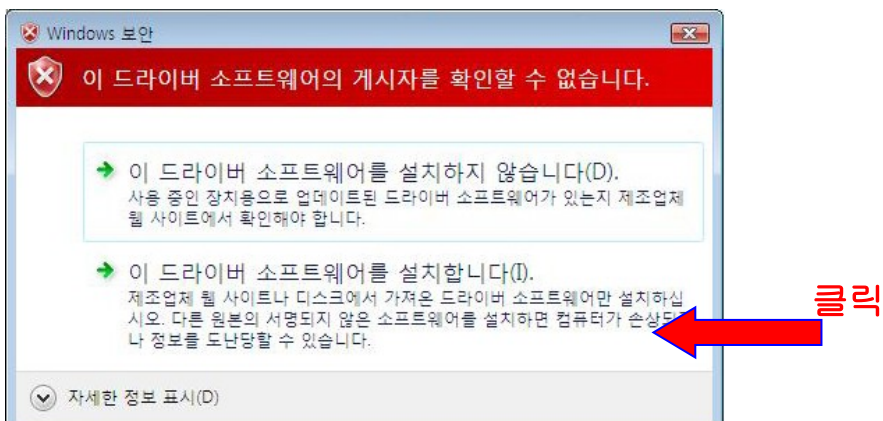 Windows 보안
이 드라이버 소프트웨어의 게시자를 확인할 수 없습니다.
이 드라이버 소프트웨어를 설치하지 않습니다(D).
사용 중인 장치용으로 업데이트된 드라이버 소프트웨어가 있는지 제조업체
웹 사이트에서 확인해야 합니다.
이 드라이버 소프트웨어를 설치합니다(I).
제조업체 웹 사이트나 디스크에서 가져온 드라이버 소프트웨어만 설치하십
시오. 다른 원본의 서명되지 않은 소프트웨어를 설치하면 컴퓨터가
나 정보를 도난당할 수 있습니다.
클릭
자세한 정보 표시(D)